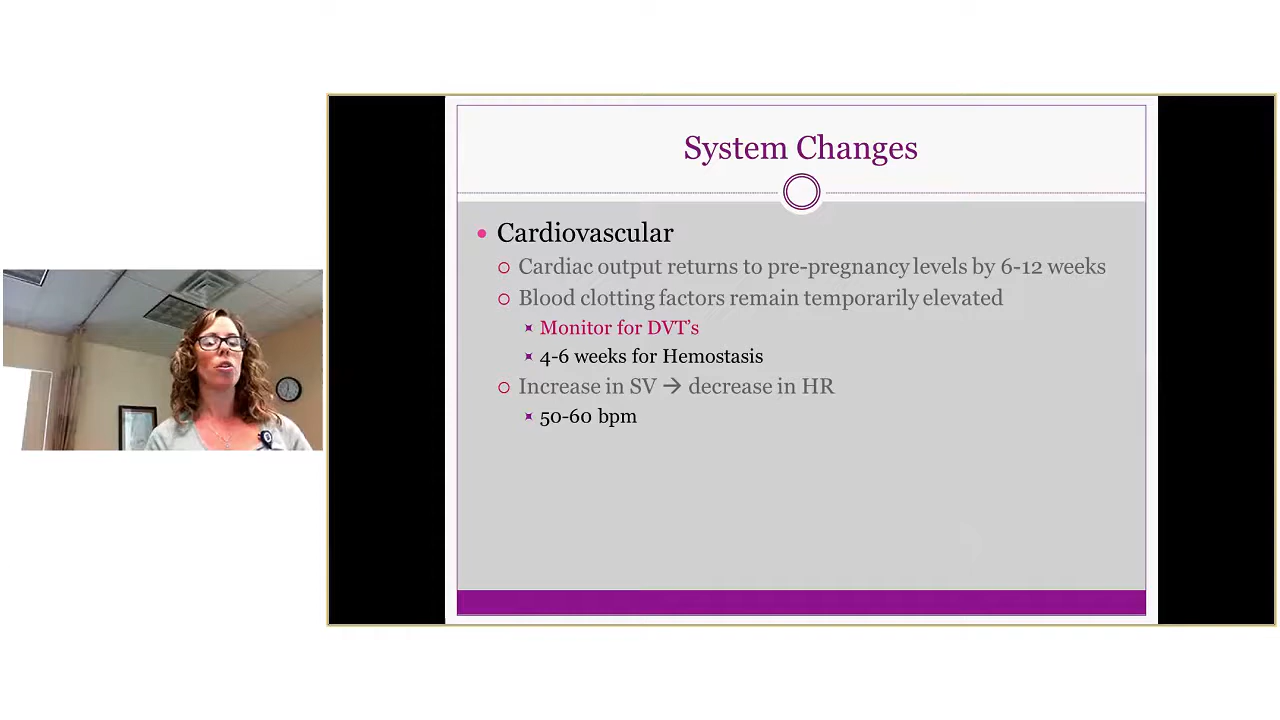 System Changes
Cardiovascular
Cardiac output returns to pre-pregnancy levels by 6-12 weeks
Blood clotting factors remain temporarily elevated
Monitor for DVT's
4-6 weeks for Hemostasis
Increase in SV → decrease in HR
50-60 bpm